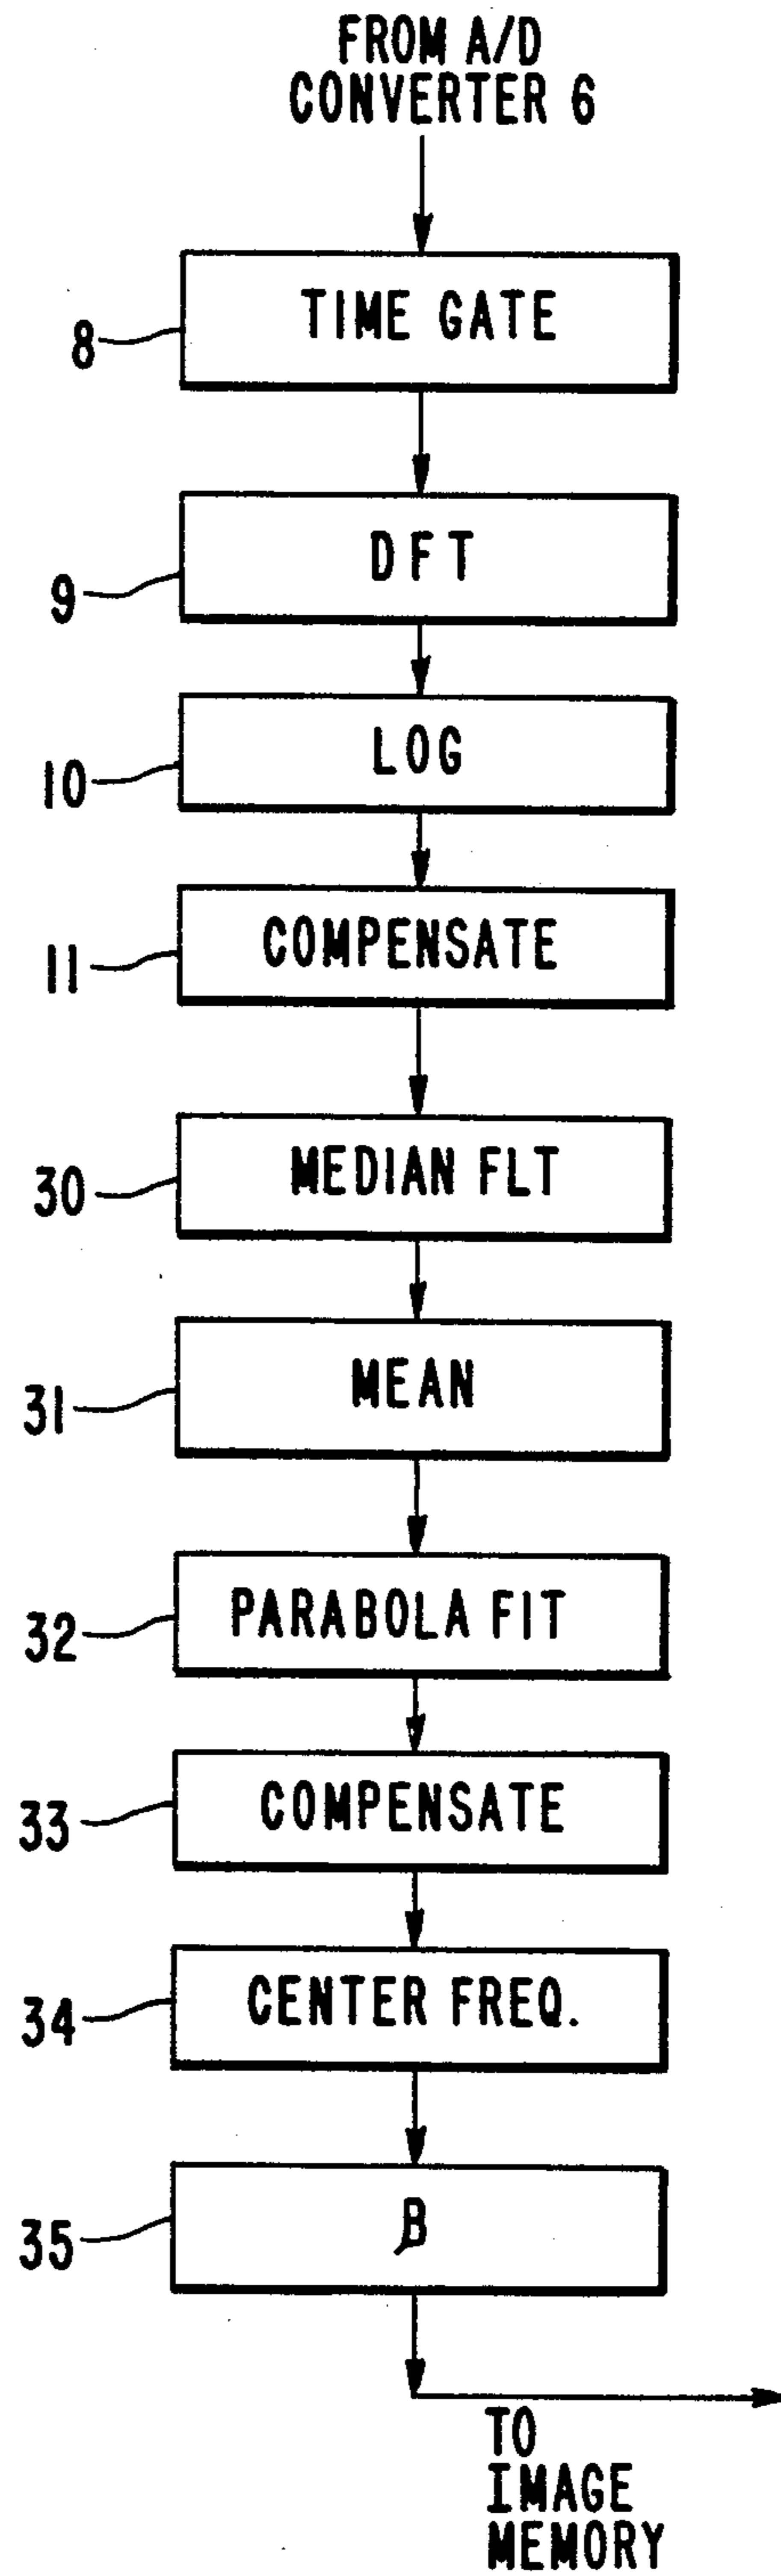 FROM A/D
CONVERTER 6
TIME GATE
8
DFT
9
LOG
10
COMPENSATE
11
MEDIAN FLT
30
MEAN
31
PARABOLA FIT
32
COMPENSATE
33
CENTER FREQ.
34
β
35
TO
IMAGE
MEMORY